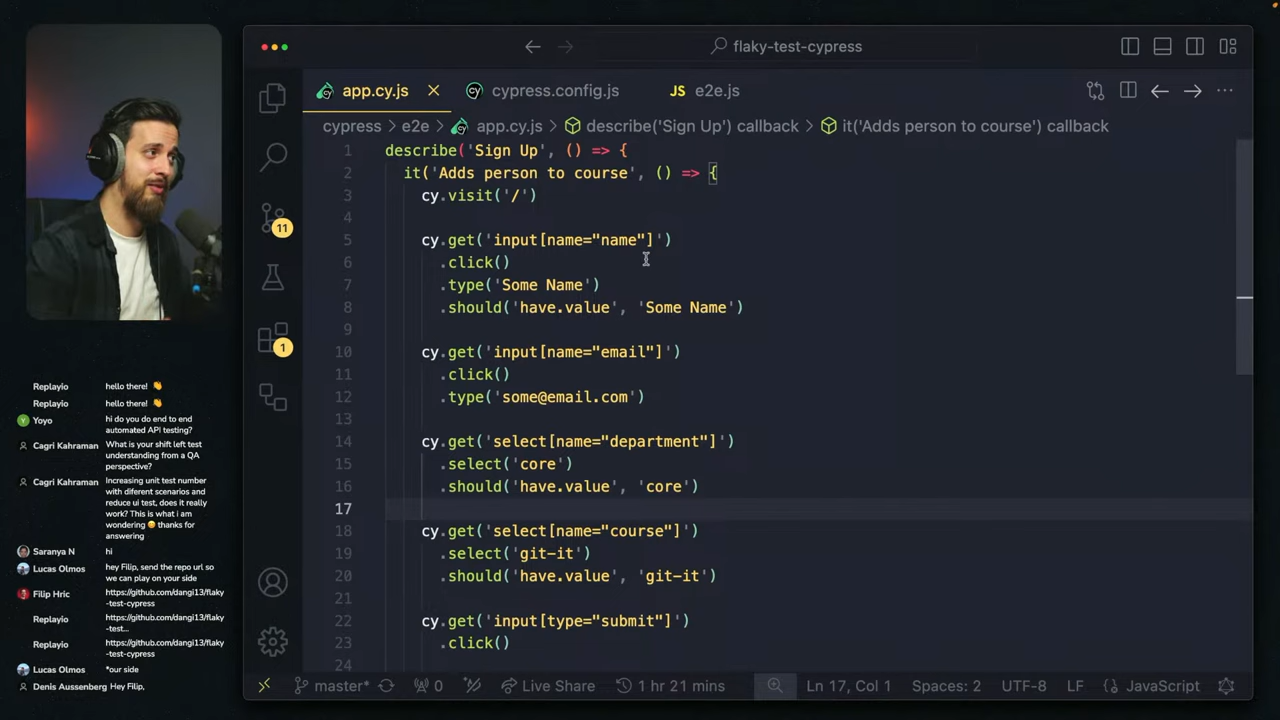 flaky-test-cypress
app.cy.js
cypress.config.js
JS e2e.js
cypress > e2e > app.cy.js > describe('Sign Up') callback > it('Adds person to course') callback
1 describe('Sign Up', () => {
2 it('Adds person to course', () => {
3 cy.visit('/')
4
5 cy.get('input[name="name"]')
6 .click()
7 .type('Some Name')
8 .should('have.value', 'Some Name')
9
10 cy.get('input[name="email"]')
11 .click()
12 .type('some@email.com')
13
14 cy.get('select[name="department"]')
15 .select('core')
16 .should('have.value', 'core')
17
18 cy.get('select[name="course"]')
19 .select('git-it')
20 .should('have.value', 'git-it')
21
22 cy.get('input[type="submit"]')
23 .click()
24
11
1
master* 0 Live Share 1 hr 21 mins Ln 17, Col 1 Spaces: 2 UTF-8 LF {} JavaScript
Replayio hello there! 👋
Replayio hello there! 👋
Y Yoyo hi do you do end to end
automated API testing?
Cagri Kahraman What is your shift left test
understanding from a QA
perspective?
Cagri Kahraman Increasing unit test number
with diferent scenarios and
reduce ui test, does it really
work? This is what i am
wondering 😊 thanks for
answering
Saranya N hi
Lucas Olmos hey Filip, send the repo url so
we can play on your side
Filip Hric https://github.com/dangi13/flaky
-test-cypress
Replayio https://github.com/dangi13/flaky
-test...
Replayio https://github.com/dangi13/flaky
-test-cypress
Lucas Olmos *our side
Denis Aussenberg Hey Filip,